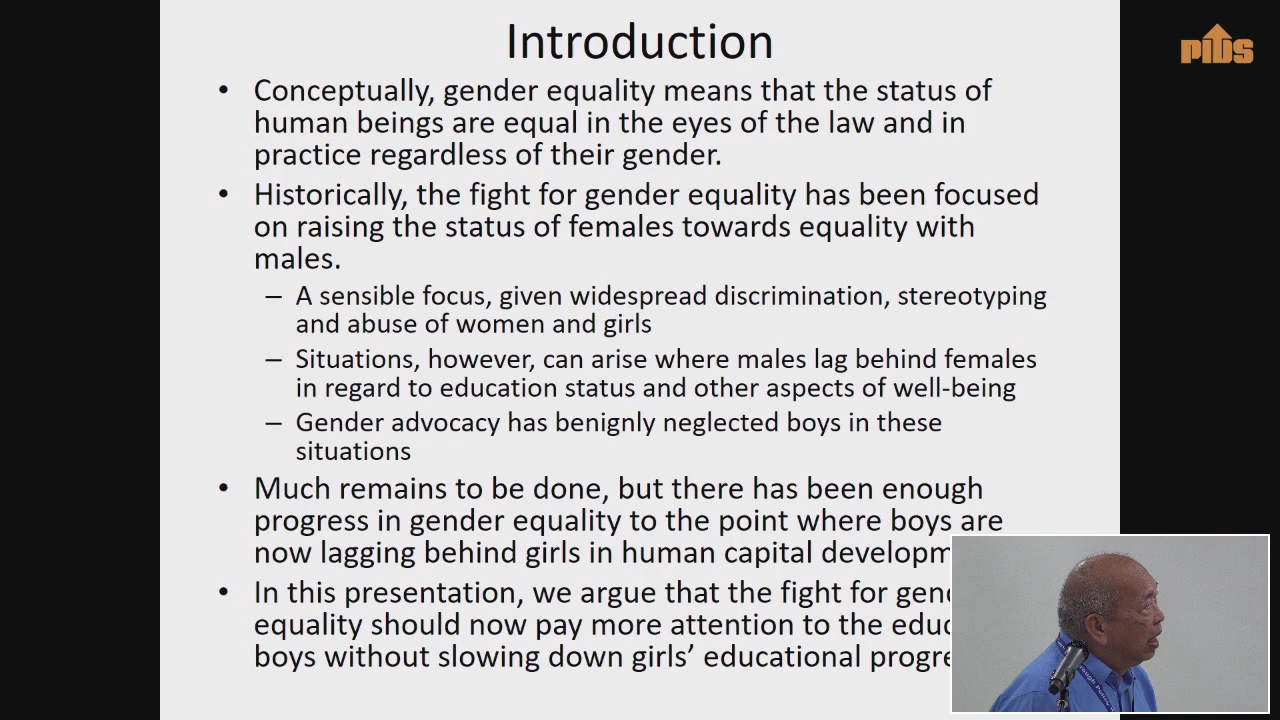 Introduction
PIDS
• Conceptually, gender equality means that the status of
human beings are equal in the eyes of the law and in
practice regardless of their gender.
• Historically, the fight for gender equality has been focused
on raising the status of females towards equality with
males.
– A sensible focus, given widespread discrimination, stereotyping
and abuse of women and girls
– Situations, however, can arise where males lag behind females
in regard to education status and other aspects of well-being
– Gender advocacy has benignly neglected boys in these
situations
• Much remains to be done, but there has been enough
progress in gender equality to the point where boys are
now lagging behind girls in human capital developm
• In this presentation, we argue that the fight for gend
equality should now pay more attention to the educ
boys without slowing down girls’ educational progre